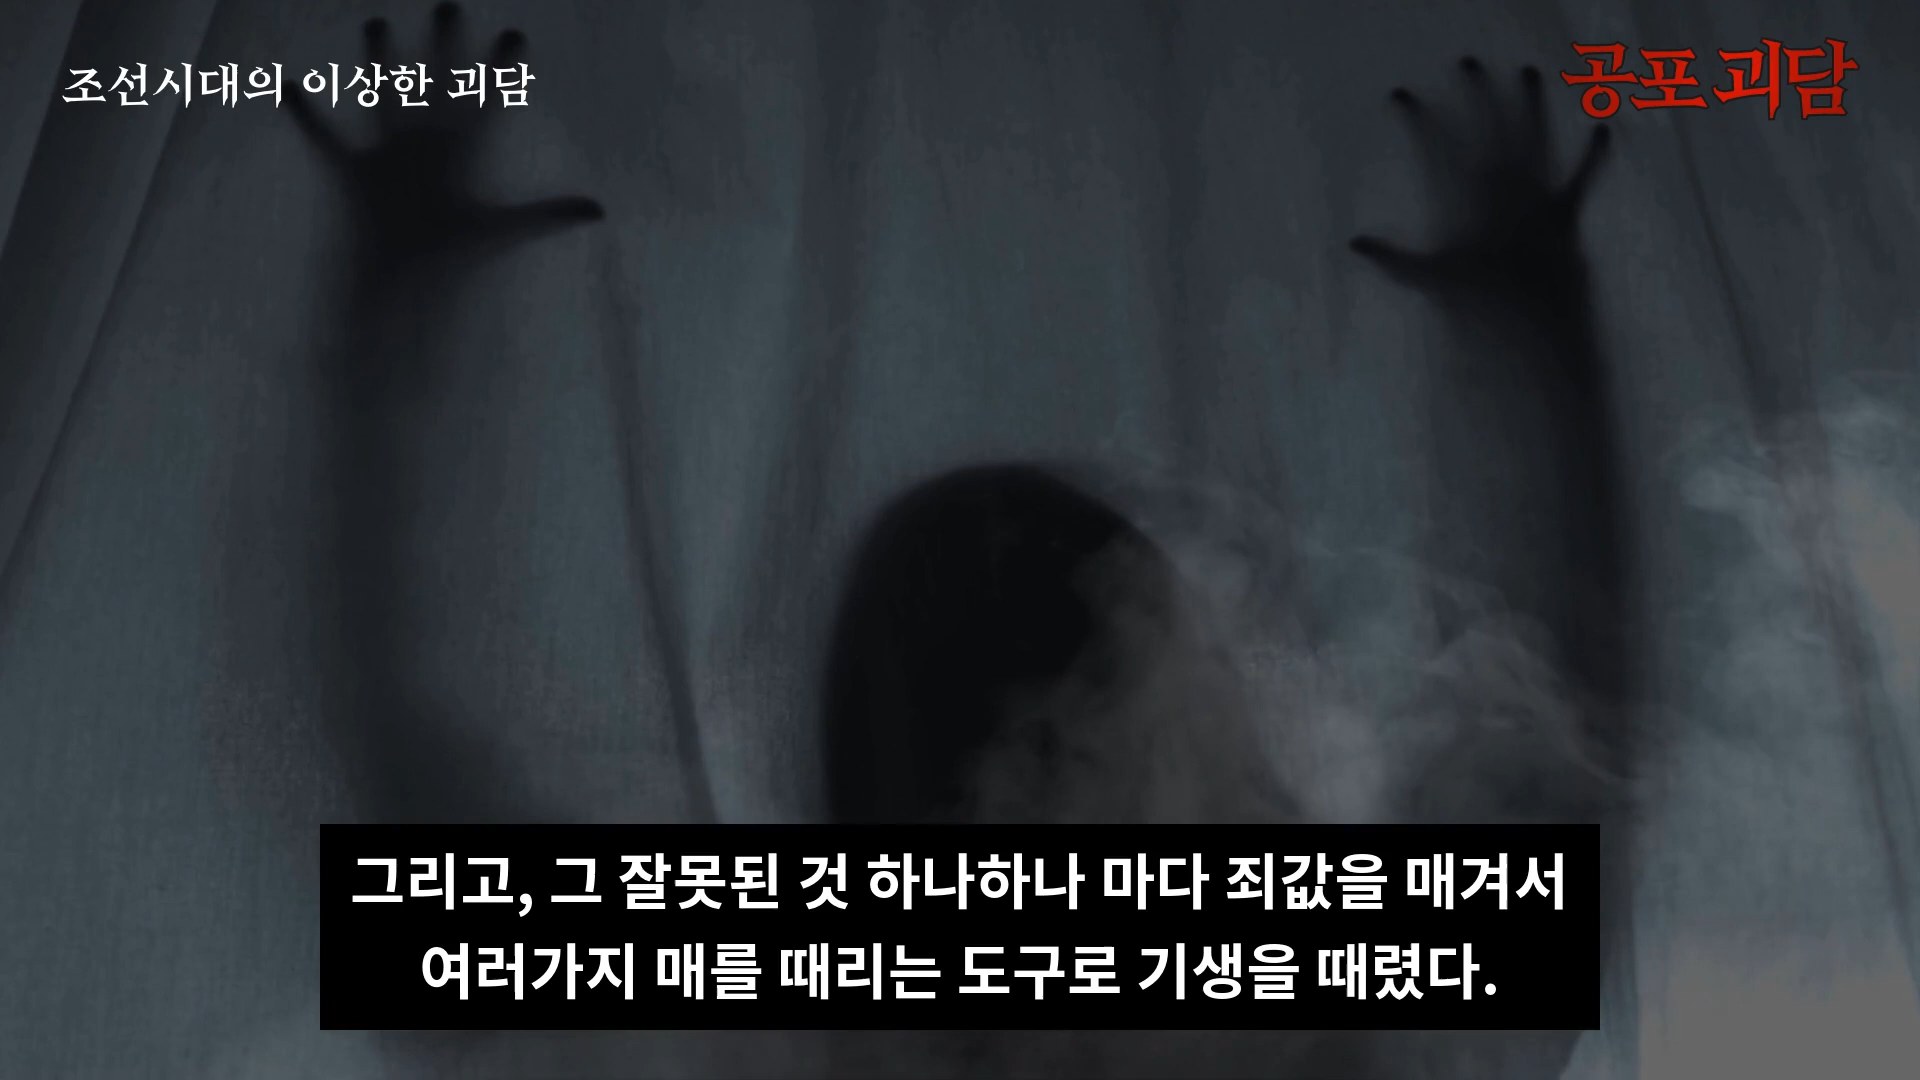 조선시대의 이상한 괴담
공포 괴담
그리고, 그 잘못된 것 하나하나 마다 죄값을 매겨서
여러가지 매를 때리는 도구로 기생을 때렸다.